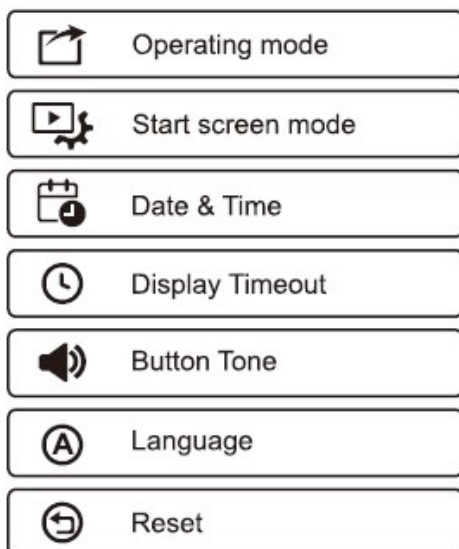 Operating mode
Start screen mode
Date & Time
Display Timeout
Button Tone
A Language
Reset